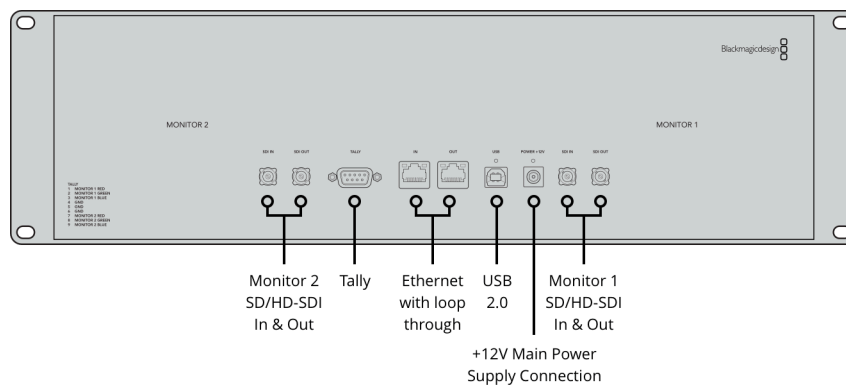 Blackmagicdesign
MONITOR 2
MONITOR 1
SDI IN SDI OUT TALLY IN OUT USB POWER +12V SDI IN SDI OUT
TALLY
1 MONITOR 1 RED
2 MONITOR 1 GREEN
3 MONITOR 1 BLUE
4 GND
5 GND
6 GND
7 MONITOR 2 RED
8 MONITOR 2 GREEN
9 MONITOR 2 BLUE
Monitor 2
SD/HD-SDI
In & Out
Tally
Ethernet
with loop
through
USB
2.0
Monitor 1
SD/HD-SDI
In & Out
+12V Main Power
Supply Connection